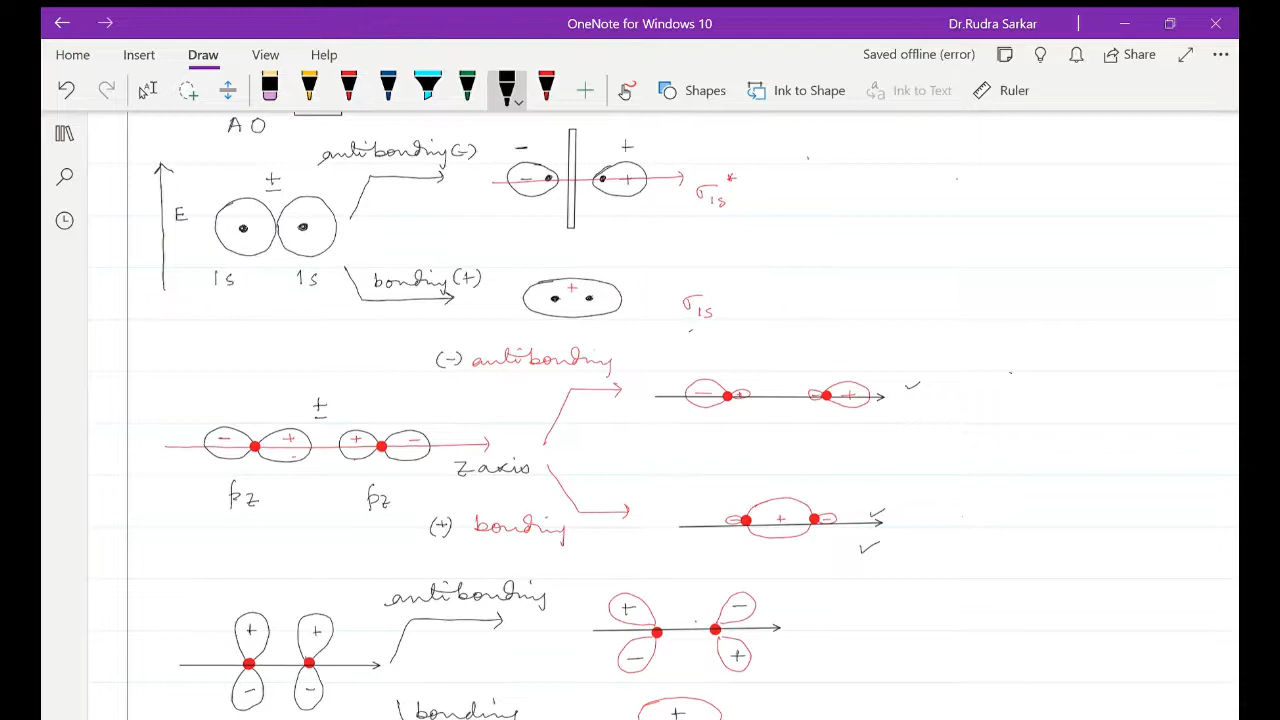 OneNote for Windows 10
Dr.Rudra Sarkar
Home Insert Draw View Help
Saved offline (error)
Share
Shapes
Ink to Shape
Ink to Text
Ruler
A O
antibonding(-)
- +
±
- +
σ1s*
E
1s 1s
bonding(+)
+
σ1s
(-) antibonding
- + - +
±
- + + -
-
z axis
pz pz
(+) bonding
- + -
antibonding
+ -
+ +
- +
- -
bonding
+